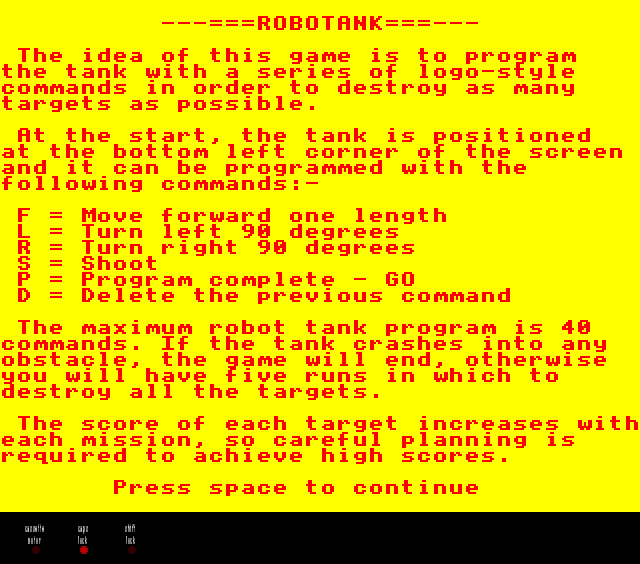 ---===ROBOTANK===---
The idea of this game is to program
the tank with a series of logo-style
commands in order to destroy as many
targets as possible.
At the start, the tank is positioned
at the bottom left corner of the screen
and it can be programmed with the
following commands:-
F = Move forward one length
L = Turn left 90 degrees
R = Turn right 90 degrees
S = Shoot
P = Program complete - GO
D = Delete the previous command
The maximum robot tank program is 40
commands. If the tank crashes into any
obstacle, the game will end, otherwise
you will have five runs in which to
destroy all the targets.
The score of each target increases with
each mission, so careful planning is
required to achieve high scores.
Press space to continue
cassette motor
caps lock
shift lock